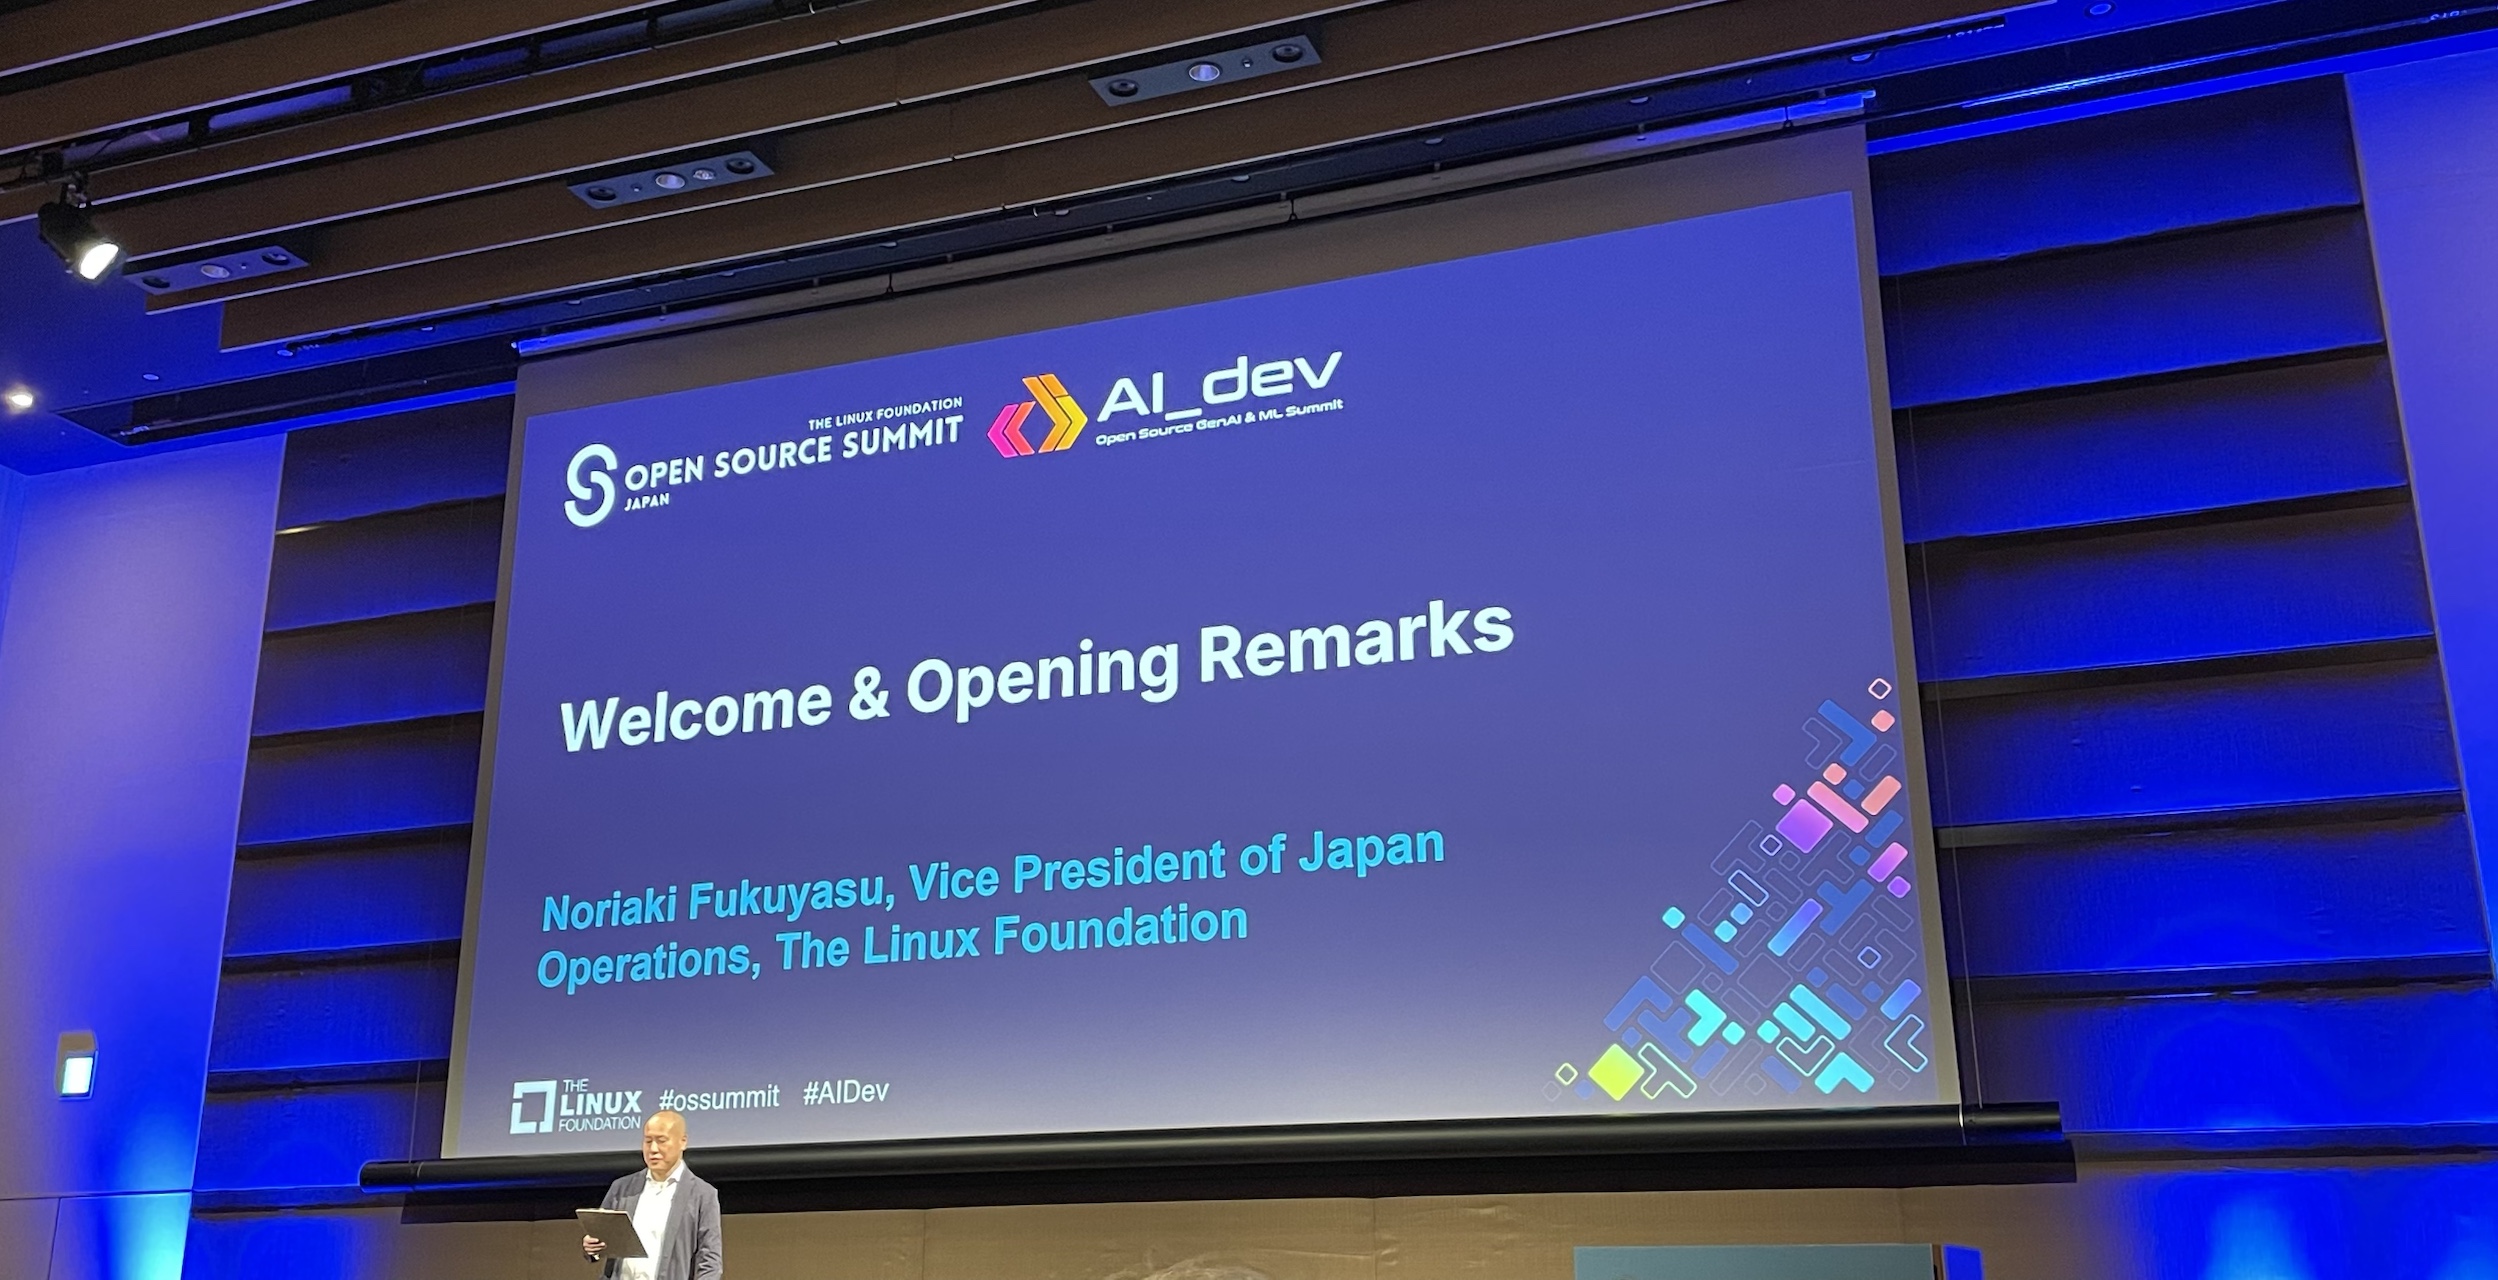 THE LINUX FOUNDATION
OPEN SOURCE SUMMIT
JAPAN
AI_dev
Open Source GenAI & ML Summit
Welcome & Opening Remarks
Noriaki Fukuyasu, Vice President of Japan
Operations, The Linux Foundation
THE
LINUX
FOUNDATION
#ossummit #AIDev